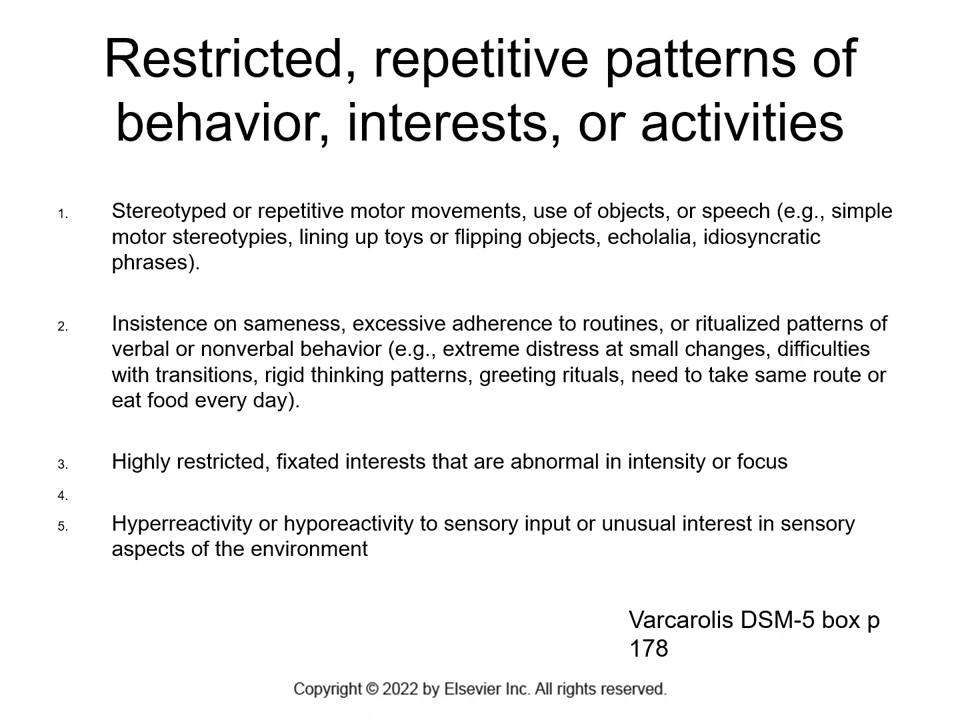 Restricted, repetitive patterns of
behavior, interests, or activities
1. Stereotyped or repetitive motor movements, use of objects, or speech (e.g., simple
motor stereotypies, lining up toys or flipping objects, echolalia, idiosyncratic
phrases).
2. Insistence on sameness, excessive adherence to routines, or ritualized patterns of
verbal or nonverbal behavior (e.g., extreme distress at small changes, difficulties
with transitions, rigid thinking patterns, greeting rituals, need to take same route or
eat food every day).
3. Highly restricted, fixated interests that are abnormal in intensity or focus
4.
5. Hyperreactivity or hyporeactivity to sensory input or unusual interest in sensory
aspects of the environment
Varcarolis DSM-5 box p
178
Copyright © 2022 by Elsevier Inc. All rights reserved.